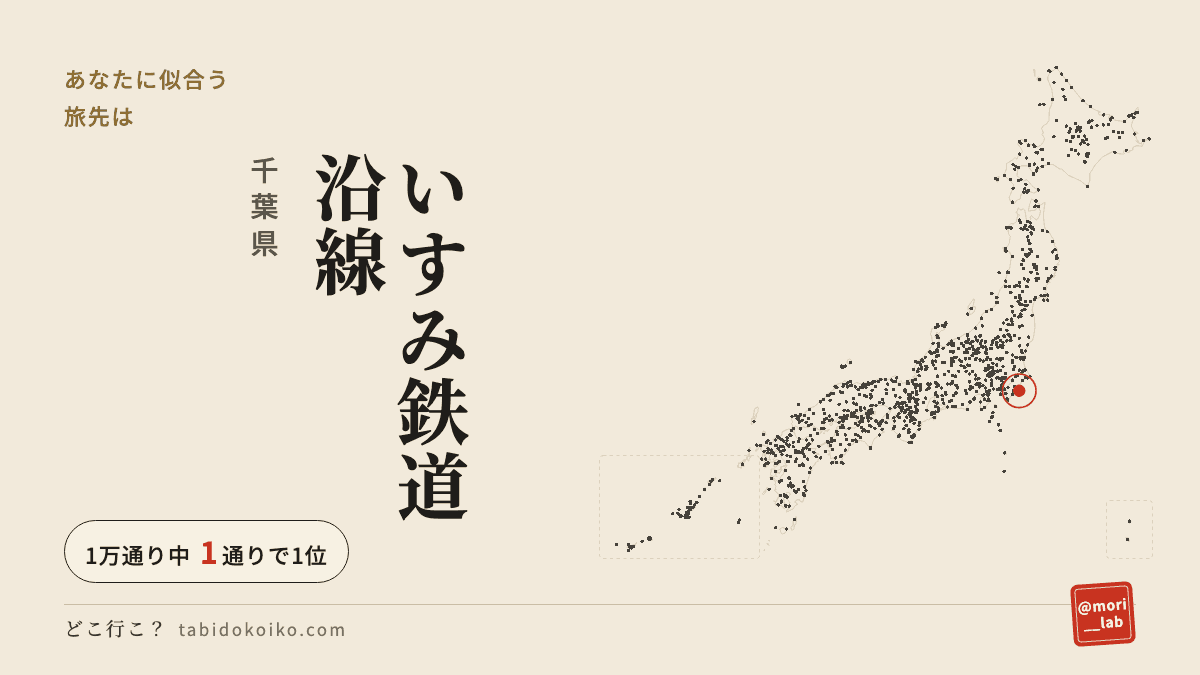 あなたに似合う
旅先は
いすみ鉄道
沿線
千葉県
1万通り中 1通りで1位
どこ行こ？ tabidokoiko.com
@mori
__lab